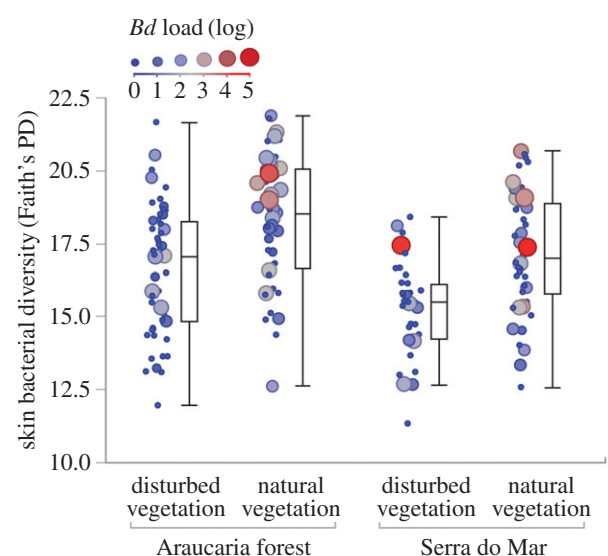 Bd load (log)
0 1 2 3 4 5
skin bacterial diversity (Faith's PD)
22.5
20.5
17.5
15.0
12.5
10.0
disturbed
vegetation
natural
vegetation
disturbed
vegetation
natural
vegetation
Araucaria forest
Serra do Mar